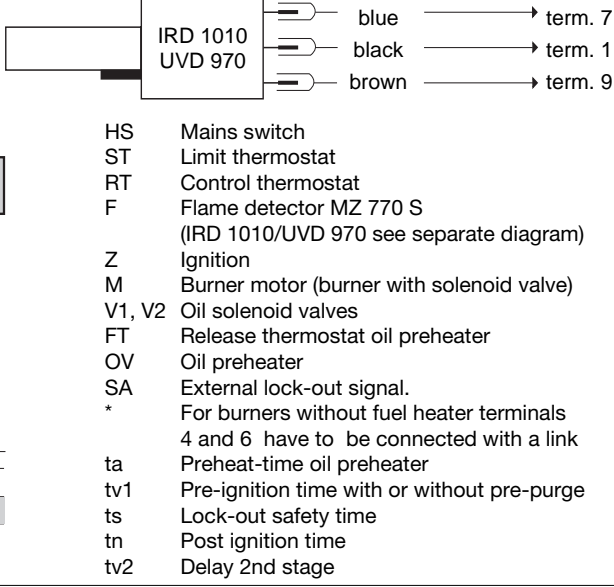 IRD 1010
UVD 970
blue term. 7
black term. 1
brown term. 9
HS Mains switch
ST Limit thermostat
RT Control thermostat
F Flame detector MZ 770 S
(IRD 1010/UVD 970 see separate diagram)
Z Ignition
M Burner motor (burner with solenoid valve)
V1, V2 Oil solenoid valves
FT Release thermostat oil preheater
OV Oil preheater
SA External lock-out signal.
* For burners without fuel heater terminals
4 and 6 have to be connected with a link
ta Preheat-time oil preheater
tv1 Pre-ignition time with or without pre-purge
ts Lock-out safety time
tn Post ignition time
tv2 Delay 2nd stage